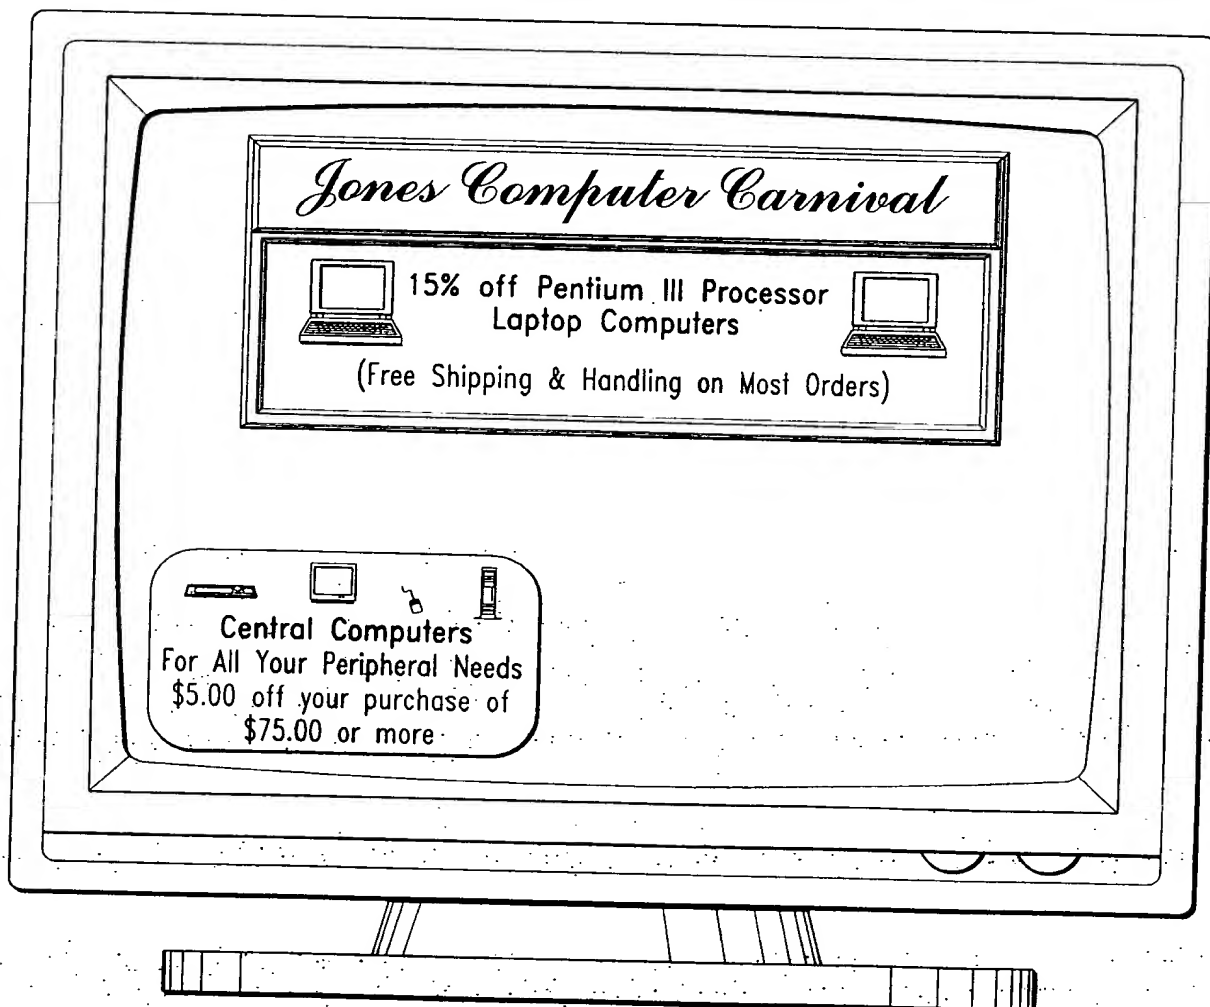 Jones Computer Carnival
15% off Pentium III Processor
Laptop Computers
(Free Shipping & Handling on Most Orders)
Central Computers
For All Your Peripheral Needs
$5.00 off your purchase of
$75.00 or more